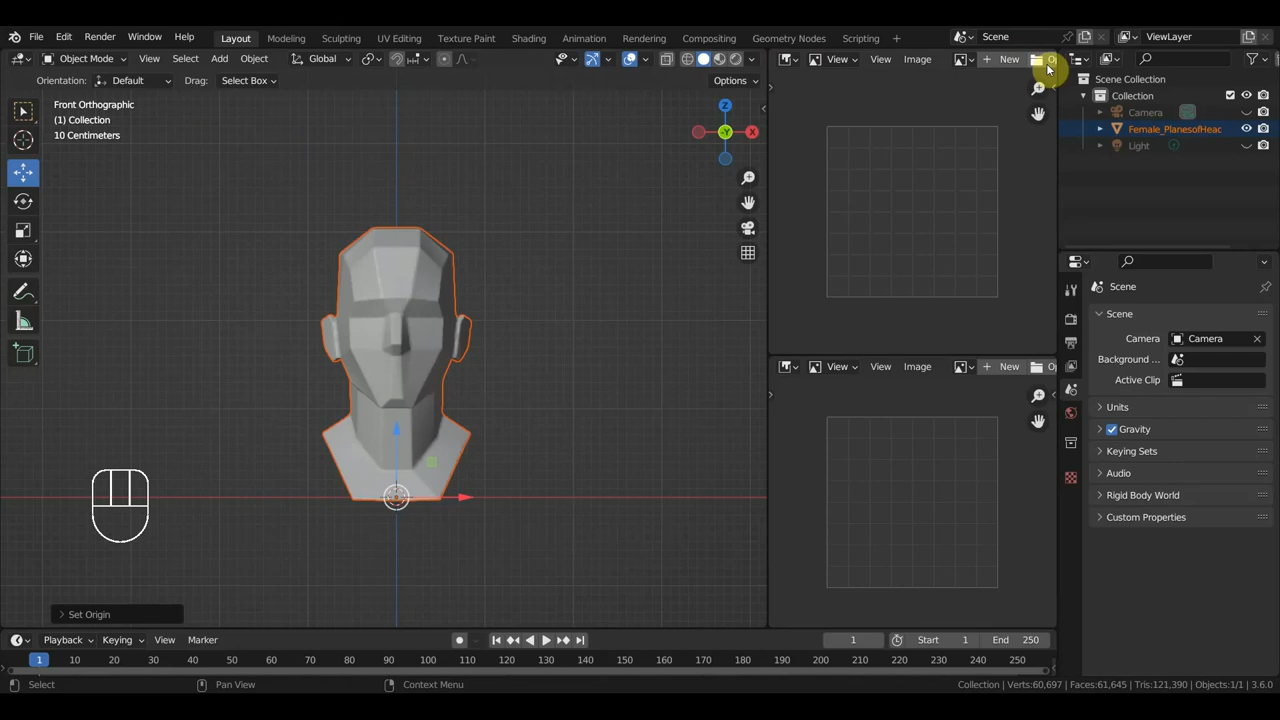 File Edit Render Window Help Layout Modeling Sculpting UV Editing Texture Paint Shading Animation Rendering Compositing Geometry Nodes Scripting + Scene ViewLayer
Object Mode View Select Add Object Global View View Image + New
Orientation: Default Drag: Select Box Options
Front Orthographic
(1) Collection
10 Centimeters
Z
-Y
X
Scene Collection
Collection
Camera
Female_PlanesofHeac
Light
Scene
Scene
Camera Camera
Background ...
Active Clip
View View Image + New
Units
Gravity
Keying Sets
Audio
Rigid Body World
Custom Properties
Set Origin
Playback Keying View Marker 1 Start 1 End 250
1 10 20 30 40 50 60 70 80 90 100 110 120 130 140 150 160 170 180 190 200 210 220 230 240 250
Select Pan View Context Menu Collection | Verts:60,697 | Faces:61,645 | Tris:121,390 | Objects:1/1 | 3.6.0